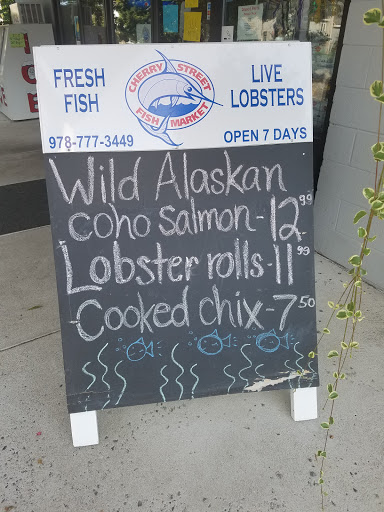 FRESH FISH
978-777-3449
CHERRY STREET
FISH MARKET
LIVE LOBSTERS
OPEN 7 DAYS
Wild Alaskan
coho salmon - 12.99
Lobster rolls - 11.99
- Cooked chix - 7.50